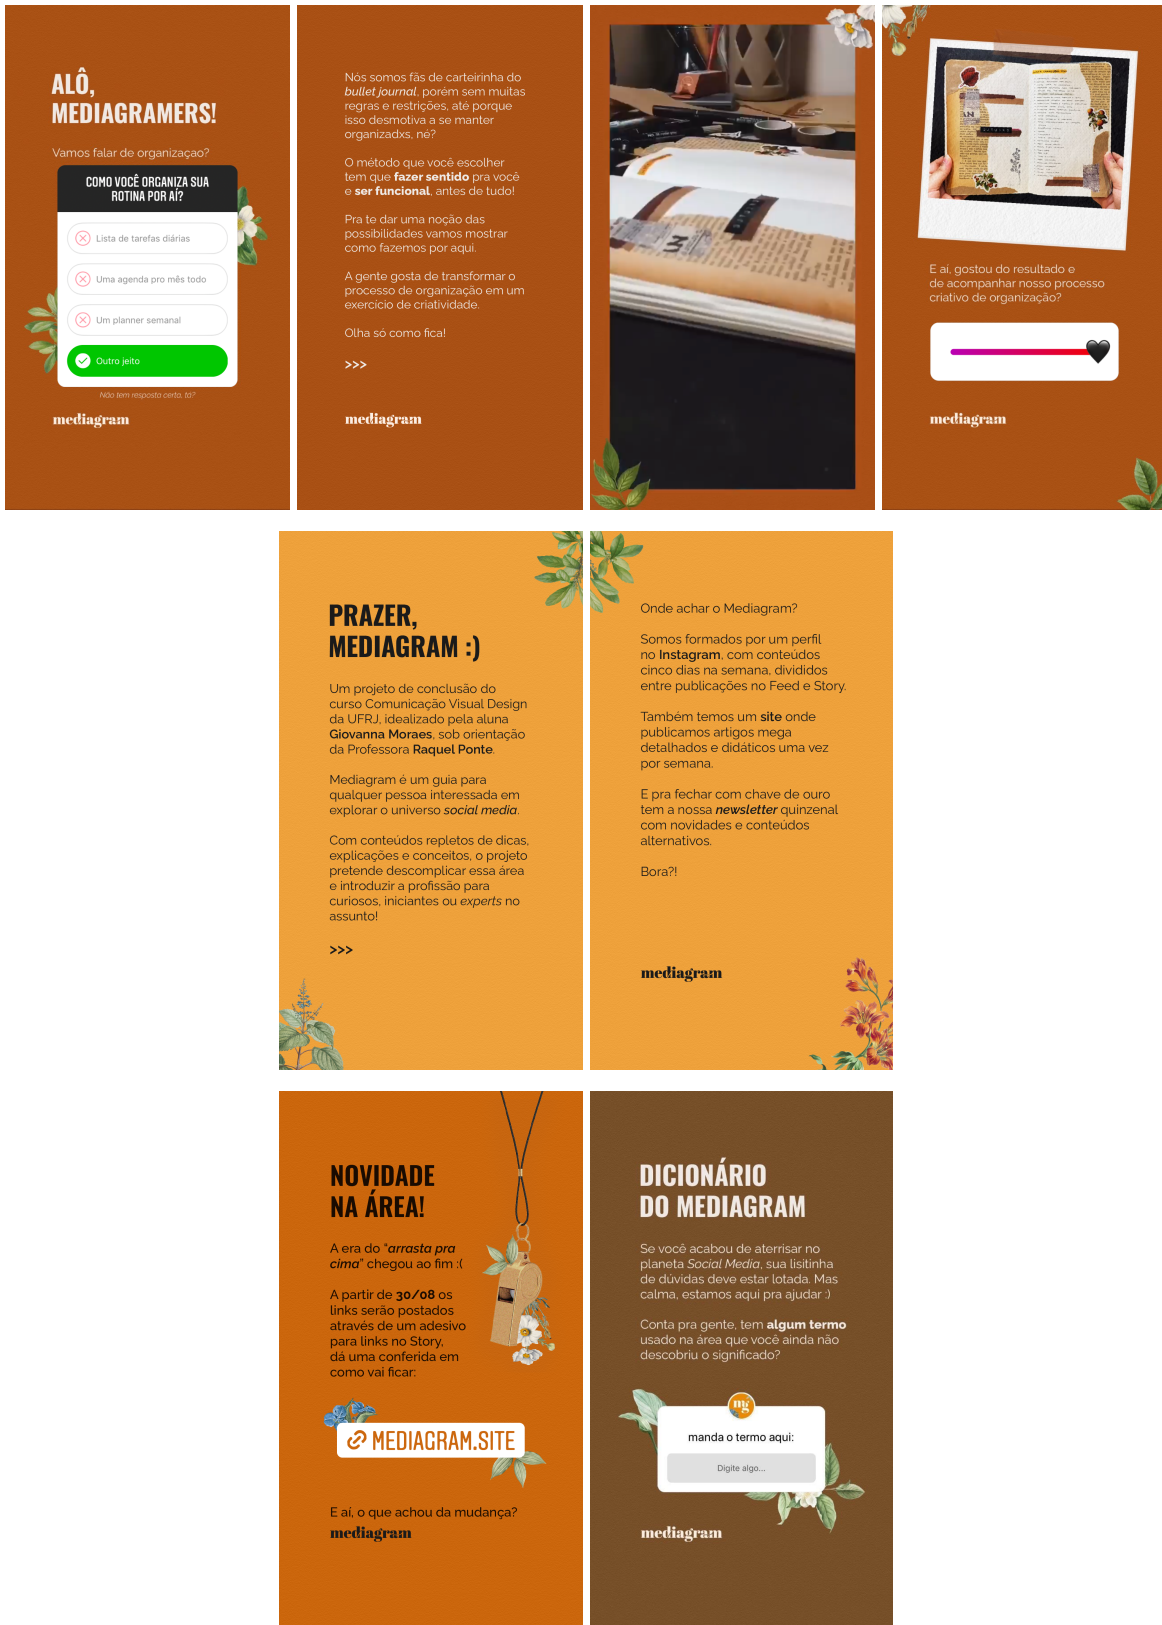 ALÔ,
MEDIAGRAMERS!
Vamos falar de organizaçao?
COMO VOCÊ ORGANIZA SUA
ROTINA POR AÍ?
Lista de tarefas diárias
Uma agenda pro mês todo
Um planner semanal
Outro jeito
Não tem resposta certa, tá?
mediagram
Nós somos fãs de carteirinha do
bullet journal, porém sem muitas
regras e restrições, até porque
isso desmotiva a se manter
organizadxs, né?
O método que você escolher
tem que fazer sentido pra você
e ser funcional, antes de tudo!
Pra te dar uma noção das
possibilidades vamos mostrar
como fazemos por aqui.
A gente gosta de transformar o
processo de organização em um
exercício de criatividade.
Olha só como fica!
>>>
mediagram
E aí, gostou do resultado e
de acompanhar nosso processo
criativo de organização?
mediagram
PRAZER,
MEDIAGRAM :)
Um projeto de conclusão do
curso Comunicação Visual Design
da UFRJ, idealizado pela aluna
Giovanna Moraes, sob orientação
da Professora Raquel Ponte.
Mediagram é um guia para
qualquer pessoa interessada em
explorar o universo social media.
Com conteúdos repletos de dicas,
explicações e conceitos, o projeto
pretende descomplicar essa área
e introduzir a profissão para
curiosos, iniciantes ou experts no
assunto!
>>>
Onde achar o Mediagram?
Somos formados por um perfil
no Instagram, com conteúdos
cinco dias na semana, divididos
entre publicações no Feed e Story.
Também temos um site onde
publicamos artigos mega
detalhados e didáticos uma vez
por semana.
E pra fechar com chave de ouro
tem a nossa newsletter quinzenal
com novidades e conteúdos
alternativos.
Bora?!
mediagram
NOVIDADE
NA ÁREA!
A era do "arrasta pra
cima" chegou ao fim :(
A partir de 30/08 os
links serão postados
através de um adesivo
para links no Story,
dá uma conferida em
como vai ficar:
MEDIAGRAM.SITE
E aí, o que achou da mudança?
mediagram
DICIONÁRIO
DO MEDIAGRAM
Se você acabou de aterrisar no
planeta Social Media, sua lisitinha
de dúvidas deve estar lotada. Mas
calma, estamos aqui pra ajudar :)
Conta pra gente, tem algum termo
usado na área que você ainda não
descobriu o significado?
mg
manda o termo aqui:
Digite algo...
mediagram